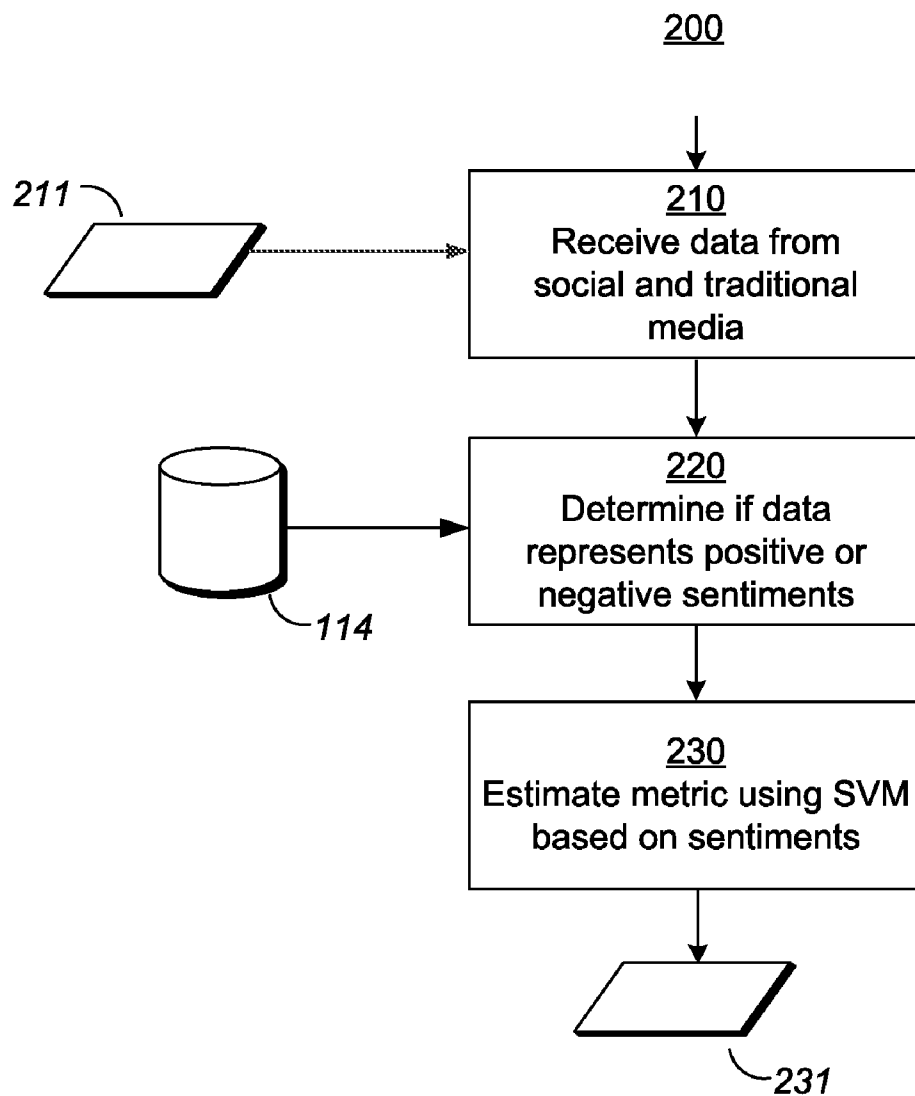 200
211
210
Receive data from
social and traditional
media
220
Determine if data
represents positive or
negative sentiments
114
230
Estimate metric using SVM
based on sentiments
231